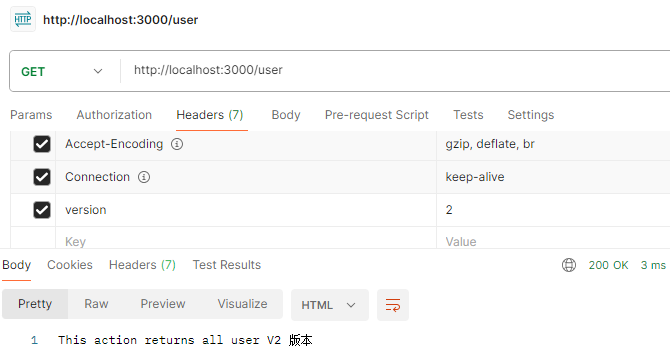 HTTP http://localhost:3000/user
GET http://localhost:3000/user
Params Authorization Headers (7) Body Pre-request Script Tests Settings
Accept-Encoding gzip, deflate, br
Connection keep-alive
version 2
Key Value
Body Cookies Headers (7) Test Results 200 OK 3 ms
Pretty Raw Preview Visualize HTML
1 This action returns all user V2 版本